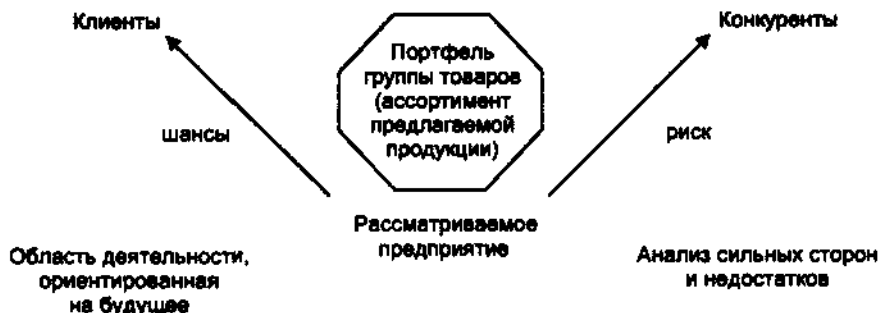 Клиенты
Конкуренты
Портфель
группы товаров
(ассортимент
предлагаемой
продукции)
шансы
риск
Рассматриваемое
предприятие
Область деятельности,
ориентированная
на будущее
Анализ сильных сторон
и недостатков